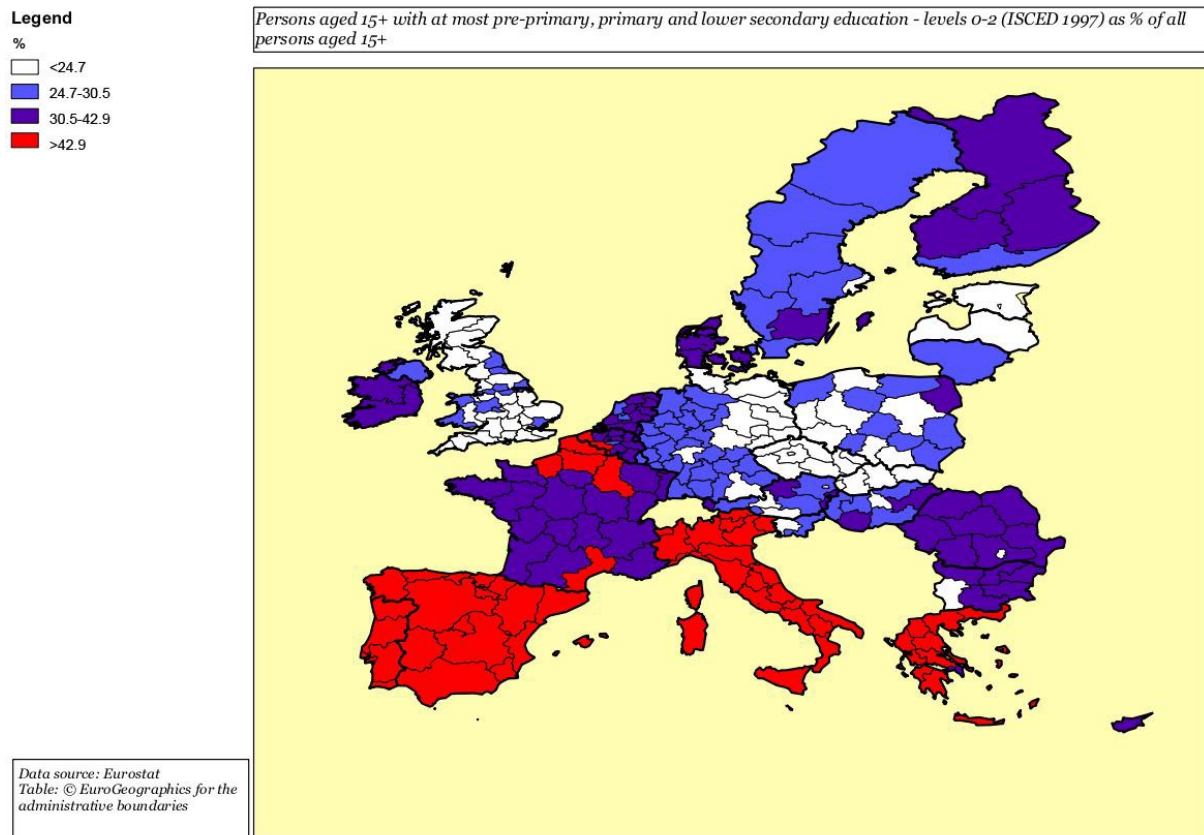 Legend
%
<24.7
24.7-30.5
30.5-42.9
>42.9
Persons aged 15+ with at most pre-primary, primary and lower secondary education - levels 0-2 (ISCED 1997) as % of all
persons aged 15+
Data source: Eurostat
Table: © EuroGeographics for the
administrative boundaries